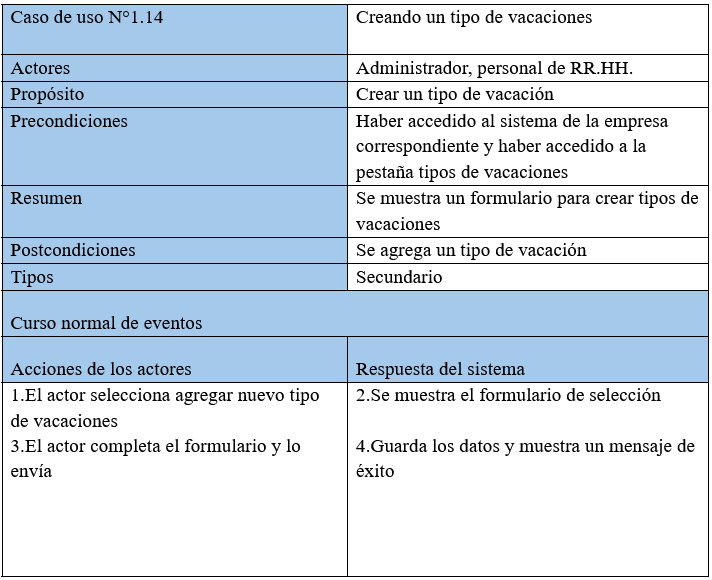 Caso de uso N°1.14
Creando un tipo de vacaciones
Actores
Administrador, personal de RR.HH.
Propósito
Crear un tipo de vacación
Precondiciones
Haber accedido al sistema de la empresa
correspondiente y haber accedido a la
pestaña tipos de vacaciones
Resumen
Se muestra un formulario para crear tipos de
vacaciones
Postcondiciones
Se agrega un tipo de vacación
Tipos
Secundario
Curso normal de eventos
Acciones de los actores
Respuesta del sistema
1.El actor selecciona agregar nuevo tipo
de vacaciones
3.El actor completa el formulario y lo
envía
2.Se muestra el formulario de selección
4.Guarda los datos y muestra un mensaje de
éxito